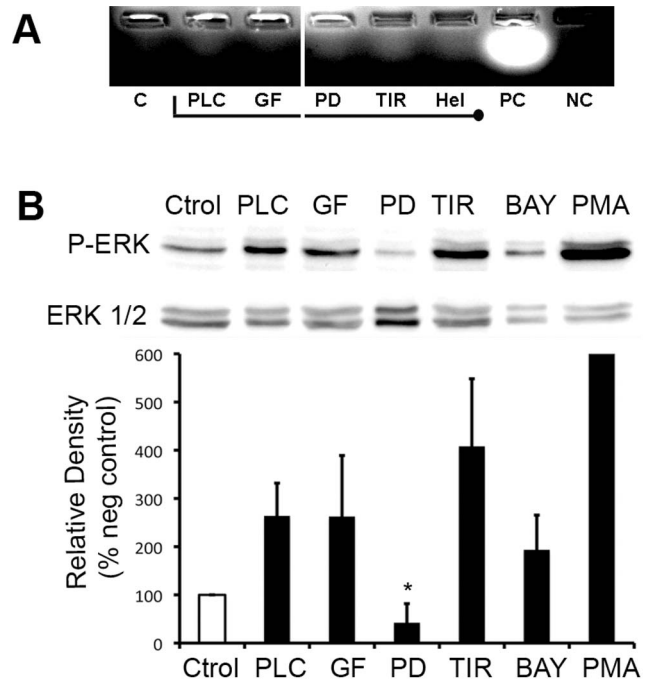 A
C PLC GF PD TIR Hel PC NC
B
Ctrol PLC GF PD TIR BAY PMA
P-ERK
ERK 1/2
Relative Density
(% neg control)
600
500
400
300
200
100
0
*
Ctrol PLC GF PD TIR BAY PMA